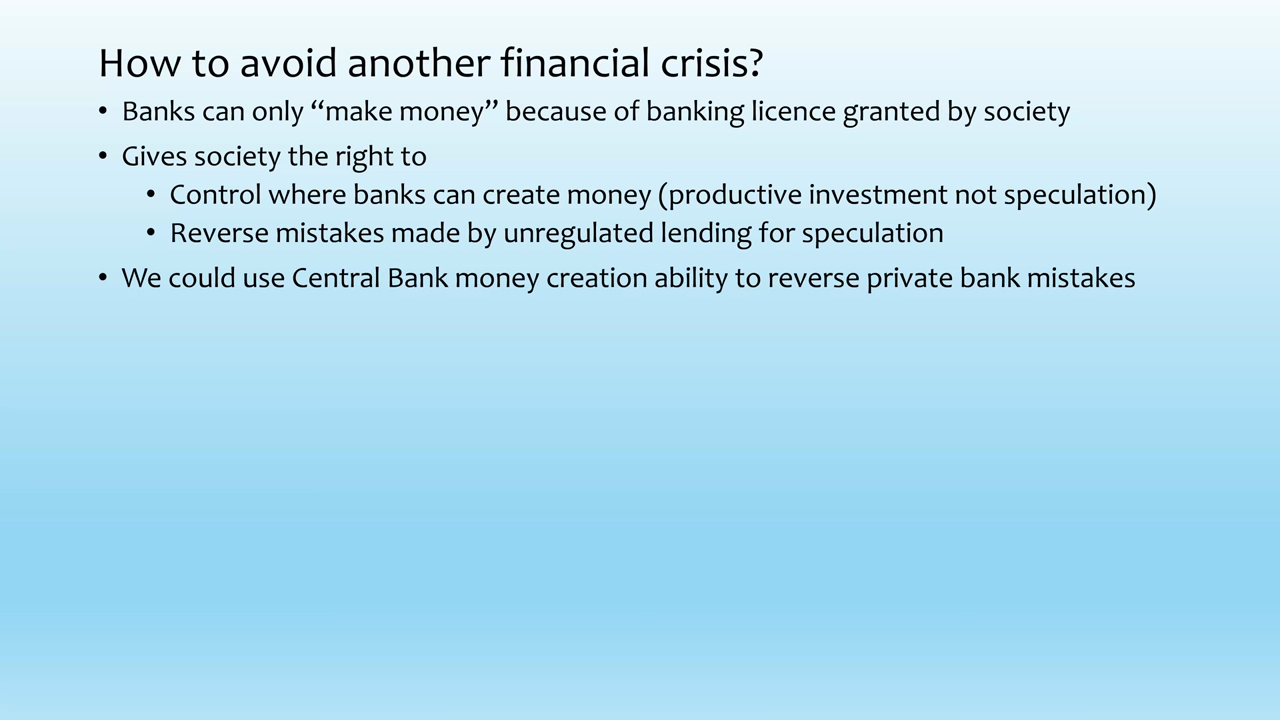 How to avoid another financial crisis?
• Banks can only “make money” because of banking licence granted by society
• Gives society the right to
• Control where banks can create money (productive investment not speculation)
• Reverse mistakes made by unregulated lending for speculation
• We could use Central Bank money creation ability to reverse private bank mistakes